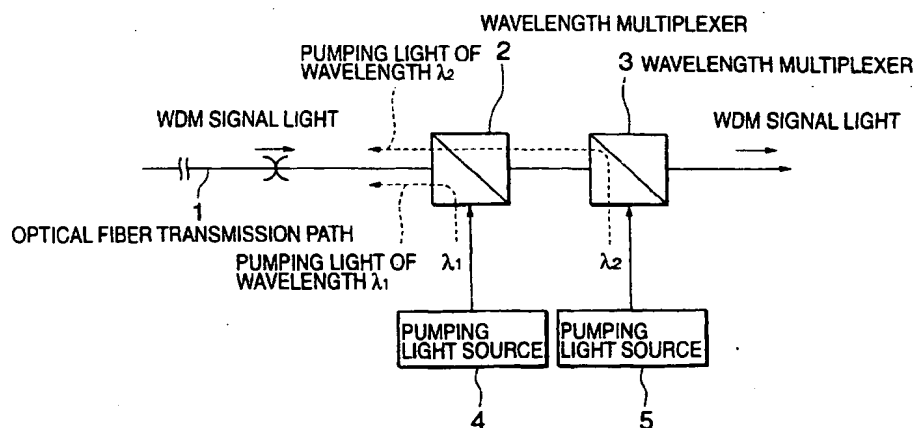 WAVELENGTH MULTIPLEXER
2
PUMPING LIGHT OF
WAVELENGTH λ2
3 WAVELENGTH MULTIPLEXER
WDM SIGNAL LIGHT
WDM SIGNAL LIGHT
1
OPTICAL FIBER TRANSMISSION PATH
PUMPING LIGHT OF
WAVELENGTH λ1
λ1
λ2
PUMPING
LIGHT SOURCE
PUMPING
LIGHT SOURCE
4
5